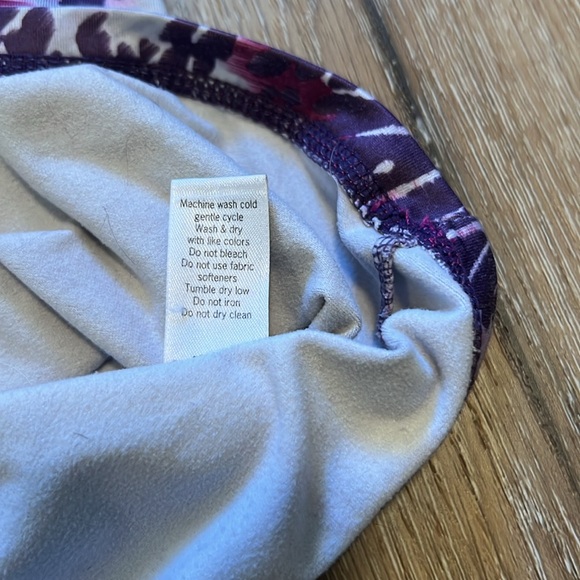 Machine wash cold
gentle cycle
Wash & dry
with like colors
Do not bleach
Do not use fabric
softeners
Tumble dry low
Do not iron
Do not dry clean